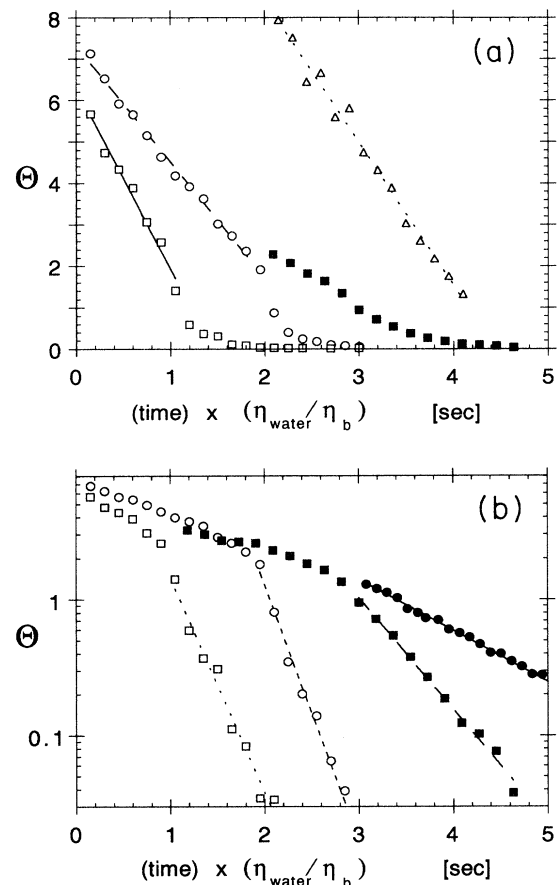 8
(a)
6
Θ
4
2
0
0 1 2 3 4 5
(time) x (η_water/η_b) [sec]
(b)
1
Θ
0.1
0 1 2 3 4 5
(time) x (η_water/η_b) [sec]